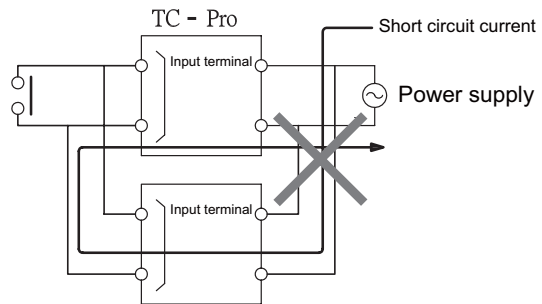 TC - Pro
Short circuit current
Input terminal
Power supply
Input terminal